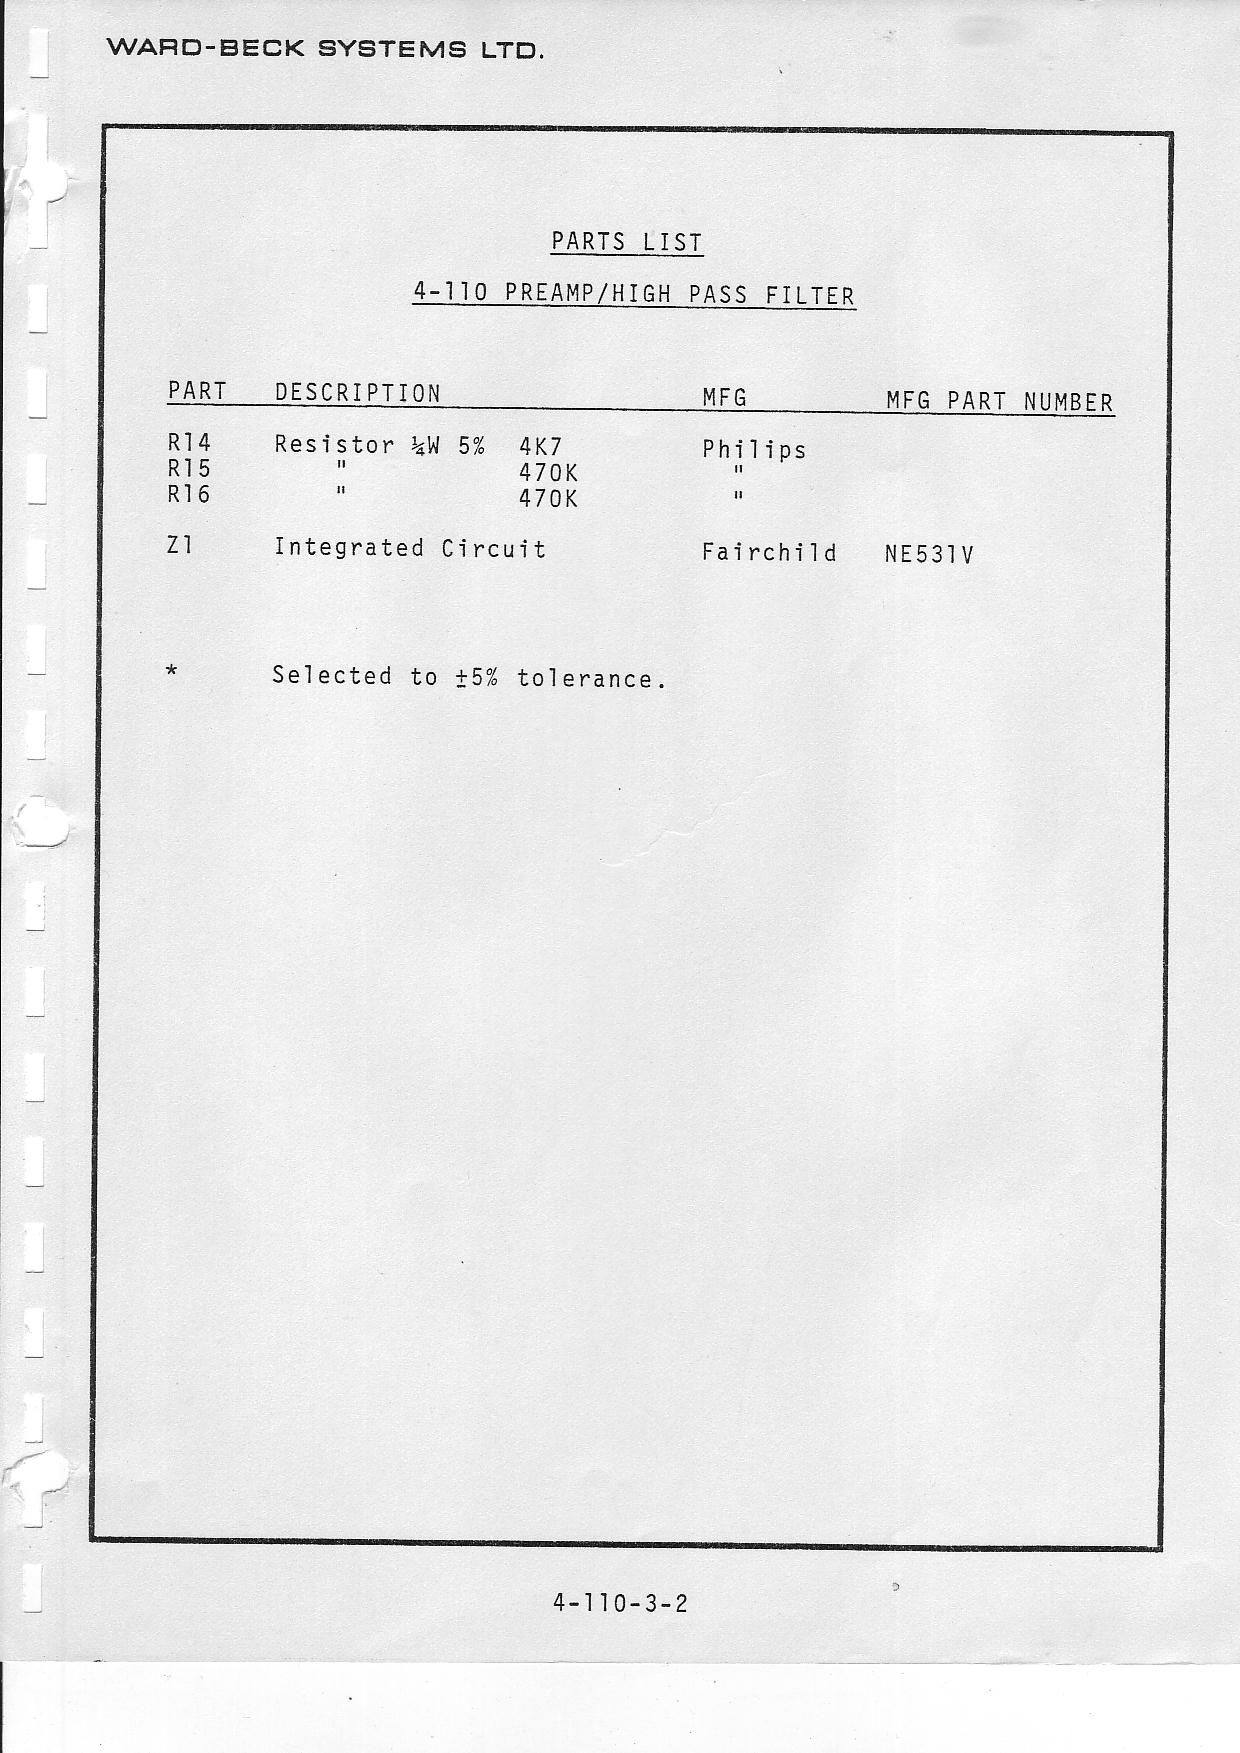 WARD-BECK SYSTEMS LTD.
PARTS LIST
4-110 PREAMP/HIGH PASS FILTER
PART DESCRIPTION MFG MFG PART NUMBER
R14 Resistor ¼W 5% 4K7 Philips
R15 " 470K "
R16 " 470K "
Z1 Integrated Circuit Fairchild NE531V
* Selected to ±5% tolerance.
4-110-3-2